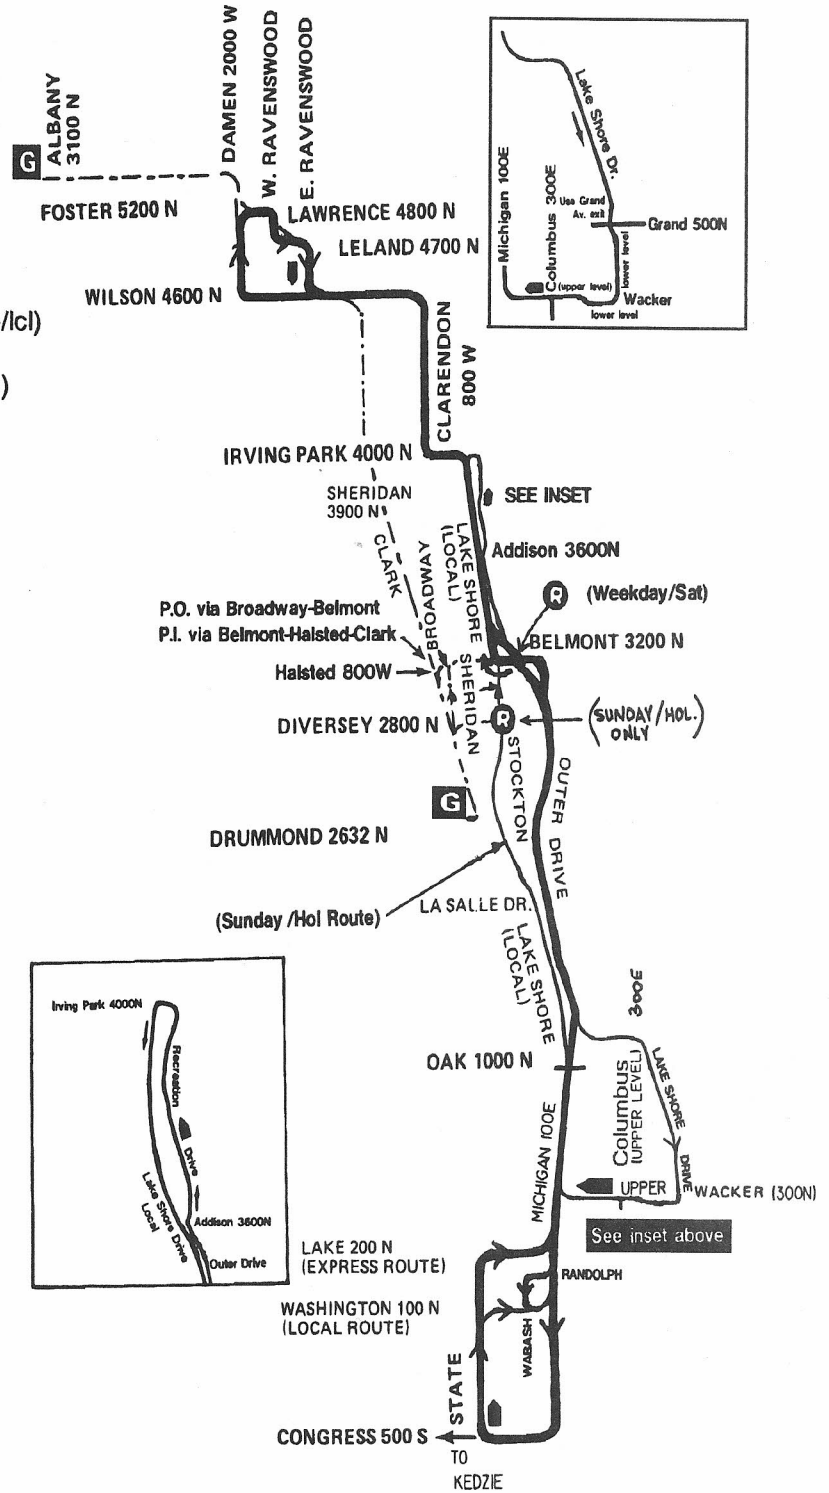 ALBANY
3100 N
DAMEN 2000 W
W. RAVENSWOOD
E. RAVENSWOOD
G
FOSTER 5200 N
LAWRENCE 4800 N
LELAND 4700 N
WILSON 4600 N
/lcl)
)
Lake Shore Dr.
Michigan 100E
Columbus 300E
Use Grand
Av. exit
Grand 500N
lower level
(upper level)
Wacker
lower level
CLARENDON
800 W
IRVING PARK 4000 N
SHERIDAN
3900 N
SEE INSET
CLARK
BROADWAY
LAKE SHORE
(LOCAL)
Addison 3600N
R
(Weekday/Sat)
P.O. via Broadway-Belmont
P.I. via Belmont-Halsted-Clark
BELMONT 3200 N
Halsted 800W
SHERIDAN
DIVERSEY 2800 N
R
(SUNDAY/HOL.)
ONLY
STOCKTON
OUTER DRIVE
G
DRUMMOND 2632 N
(Sunday /Hol Route)
LA SALLE DR.
LAKE SHORE
(LOCAL)
300E
OAK 1000 N
Columbus
(UPPER LEVEL)
LAKE SHORE
DRIVE
MICHIGAN 100E
UPPER
WACKER (300N)
See inset above
Irving Park 4000N
Recreation
Drive
Lake Shore Drive
Local
Addison 3600N
Outer Drive
LAKE 200 N
(EXPRESS ROUTE)
RANDOLPH
WASHINGTON 100 N
(LOCAL ROUTE)
WABASH
STATE
CONGRESS 500 S
TO
KEDZIE